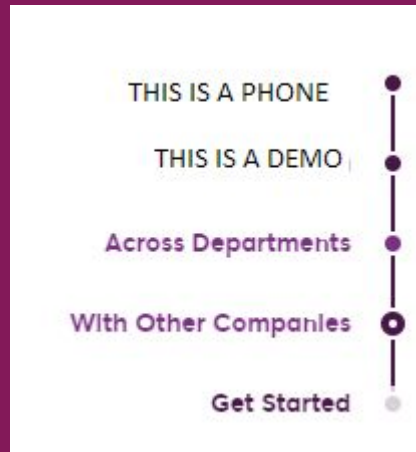 THIS IS A PHONE
THIS IS A DEMO
Across Departments
With Other Companies
Get Started